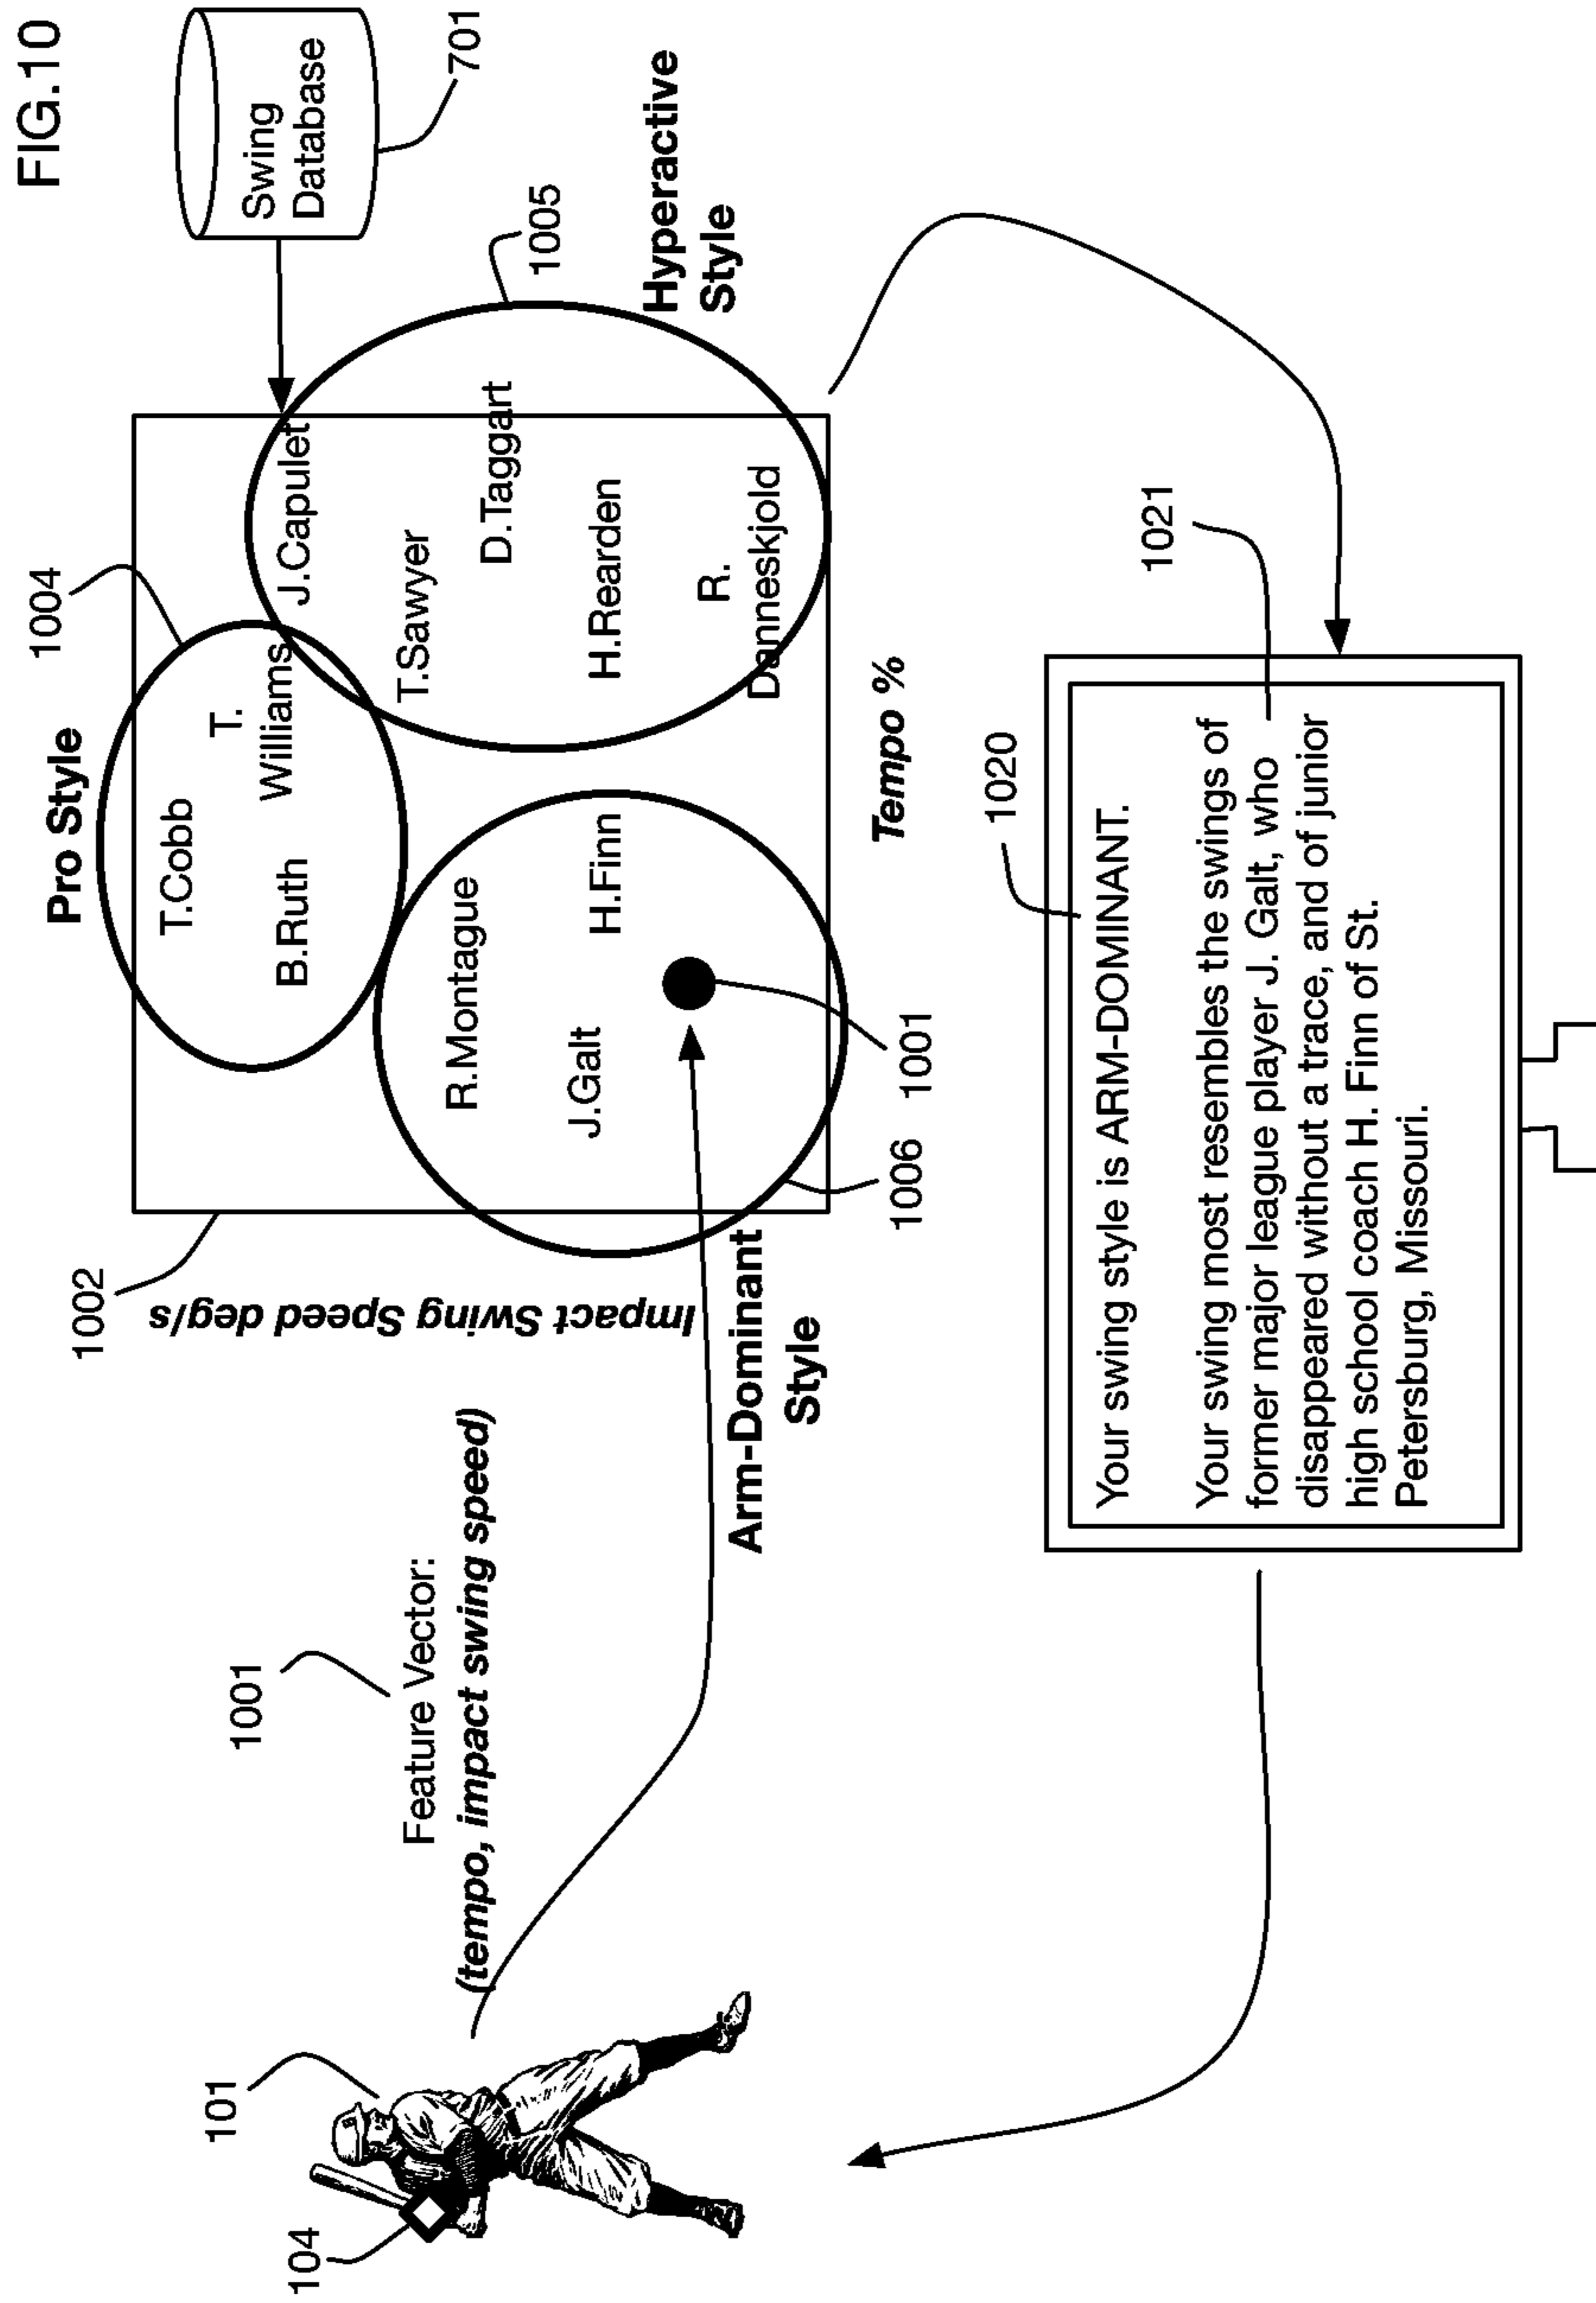 FIG.10
Swing
Database
701
1004
Pro Style
1005
Hyperactive
Style
T.Cobb
T.
Williams
B.Ruth
J.Capulet
T.Sawyer
D.Taggart
H.Rearden
R.
Danneskjold
R.Montague
H.Finn
J.Galt
1001
1006
1002
Impact Swing Speed deg/s
Tempo %
Arm-Dominant
Style
1001
Feature Vector:
(tempo, impact swing speed)
101
104
1020
1021
Your swing style is ARM-DOMINANT.
Your swing most resembles the swings of
former major league player J. Galt, who
disappeared without a trace, and of junior
high school coach H. Finn of St.
Petersburg, Missouri.